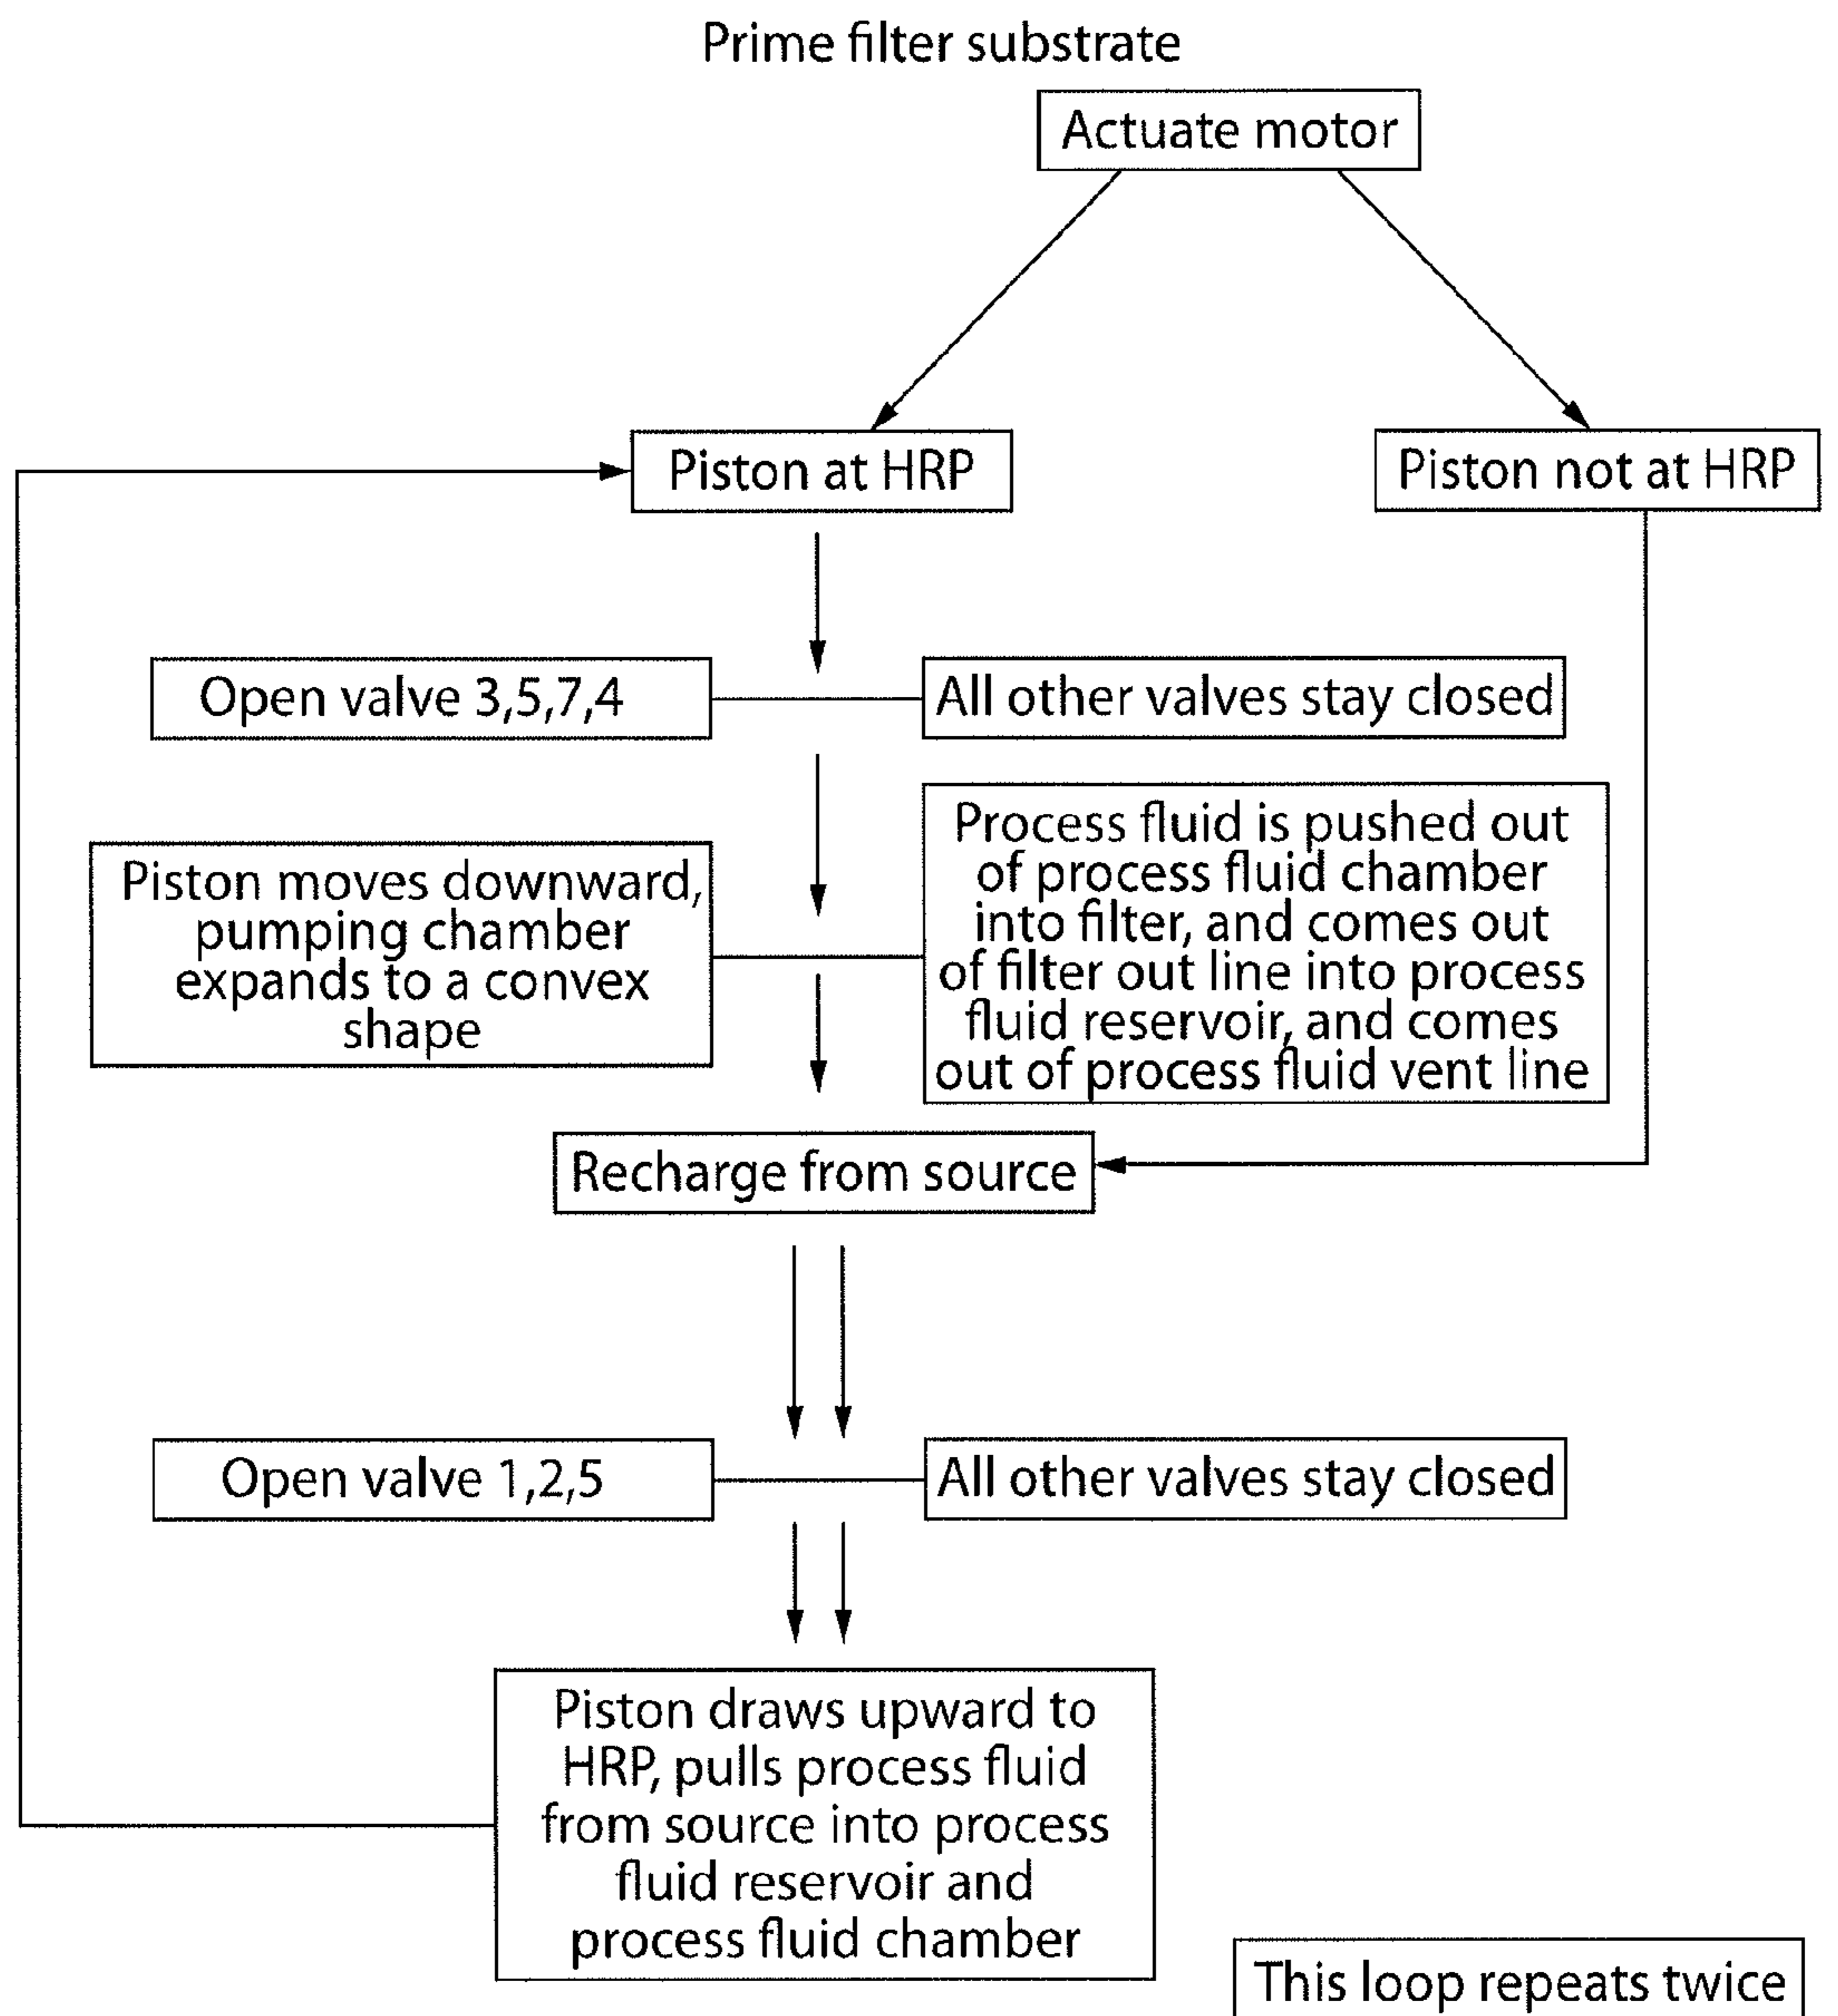 Prime filter substrate
Actuate motor
Piston at HRP
Piston not at HRP
Open valve 3,5,7,4
All other valves stay closed
Piston moves downward,
pumping chamber
expands to a convex
shape
Process fluid is pushed out
of process fluid chamber
into filter, and comes out
of filter out line into process
fluid reservoir, and comes
out of process fluid vent line
Recharge from source
Open valve 1,2,5
All other valves stay closed
Piston draws upward to
HRP, pulls process fluid
from source into process
fluid reservoir and
process fluid chamber
This loop repeats twice